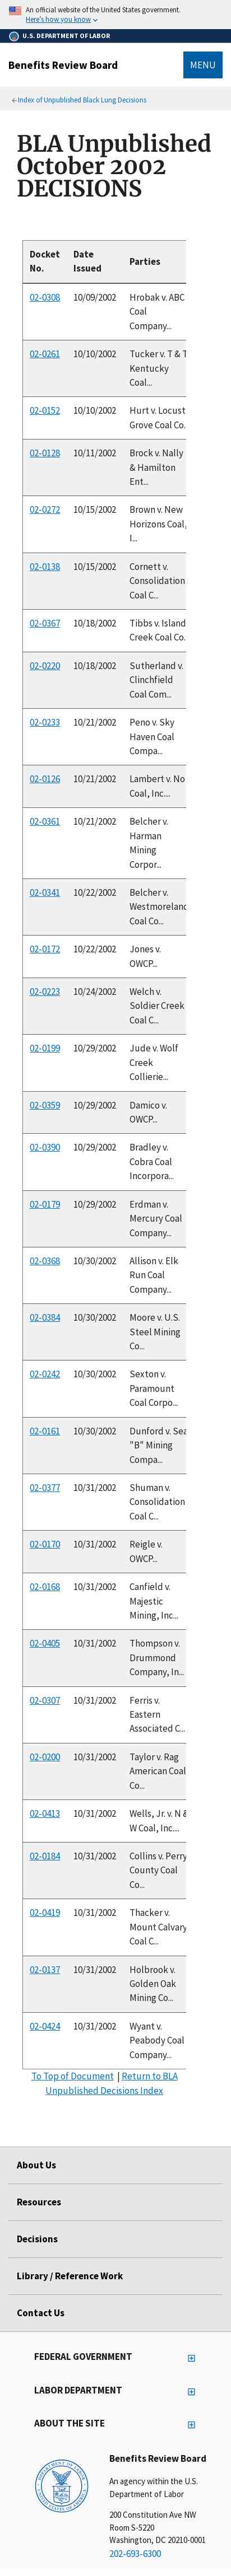 An official website of the United States government.
Here's how you know
U.S. DEPARTMENT OF LABOR
Benefits Review Board
MENU
Index of Unpublished Black Lung Decisions
BLA Unpublished
October 2002
DECISIONS
Docket No. Date Issued Parties
02-0308 10/09/2002 Hrobak v. ABC
Coal
Company...
02-0261 10/10/2002 Tucker v. T & T
Kentucky
Coal...
02-0152 10/10/2002 Hurt v. Locust
Grove Coal Co.
02-0128 10/11/2002 Brock v. Nally
& Hamilton
Ent...
02-0272 10/15/2002 Brown v. New
Horizons Coal,
I...
02-0138 10/15/2002 Cornett v.
Consolidation
Coal C...
02-0367 10/18/2002 Tibbs v. Island
Creek Coal Co.
02-0220 10/18/2002 Sutherland v.
Clinchfield
Coal Com...
02-0233 10/21/2002 Peno v. Sky
Haven Coal
Compa...
02-0126 10/21/2002 Lambert v. No
Coal, Inc....
02-0361 10/21/2002 Belcher v.
Harman
Mining
Corpor...
02-0341 10/22/2002 Belcher v.
Westmoreland
Coal Co...
02-0172 10/22/2002 Jones v.
OWCP...
02-0223 10/24/2002 Welch v.
Soldier Creek
Coal C...
02-0199 10/29/2002 Jude v. Wolf
Creek
Collierie...
02-0359 10/29/2002 Damico v.
OWCP...
02-0390 10/29/2002 Bradley v.
Cobra Coal
Incorpora...
02-0179 10/29/2002 Erdman v.
Mercury Coal
Company...
02-0368 10/30/2002 Allison v. Elk
Run Coal
Company...
02-0384 10/30/2002 Moore v. U.S.
Steel Mining
Co...
02-0242 10/30/2002 Sexton v.
Paramount
Coal Corpo...
02-0161 10/30/2002 Dunford v. Sea
"B" Mining
Compa...
02-0377 10/31/2002 Shuman v.
Consolidation
Coal C...
02-0170 10/31/2002 Reigle v.
OWCP...
02-0168 10/31/2002 Canfield v.
Majestic
Mining, Inc...
02-0405 10/31/2002 Thompson v.
Drummond
Company, In...
02-0307 10/31/2002 Ferris v.
Eastern
Associated C...
02-0200 10/31/2002 Taylor v. Rag
American Coal
Co...
02-0413 10/31/2002 Wells, Jr. v. N &
W Coal, Inc....
02-0184 10/31/2002 Collins v. Perry
County Coal
Co...
02-0419 10/31/2002 Thacker v.
Mount Calvary
Coal C...
02-0137 10/31/2002 Holbrook v.
Golden Oak
Mining Co...
02-0424 10/31/2002 Wyant v.
Peabody Coal
Company...
To Top of Document | Return to BLA
Unpublished Decisions Index
About Us
Resources
Decisions
Library / Reference Work
Contact Us
FEDERAL GOVERNMENT
LABOR DEPARTMENT
ABOUT THE SITE
Benefits Review Board
An agency within the U.S.
Department of Labor
200 Constitution Ave NW
Room S-5220
Washington, DC 20210-0001
202-693-6300